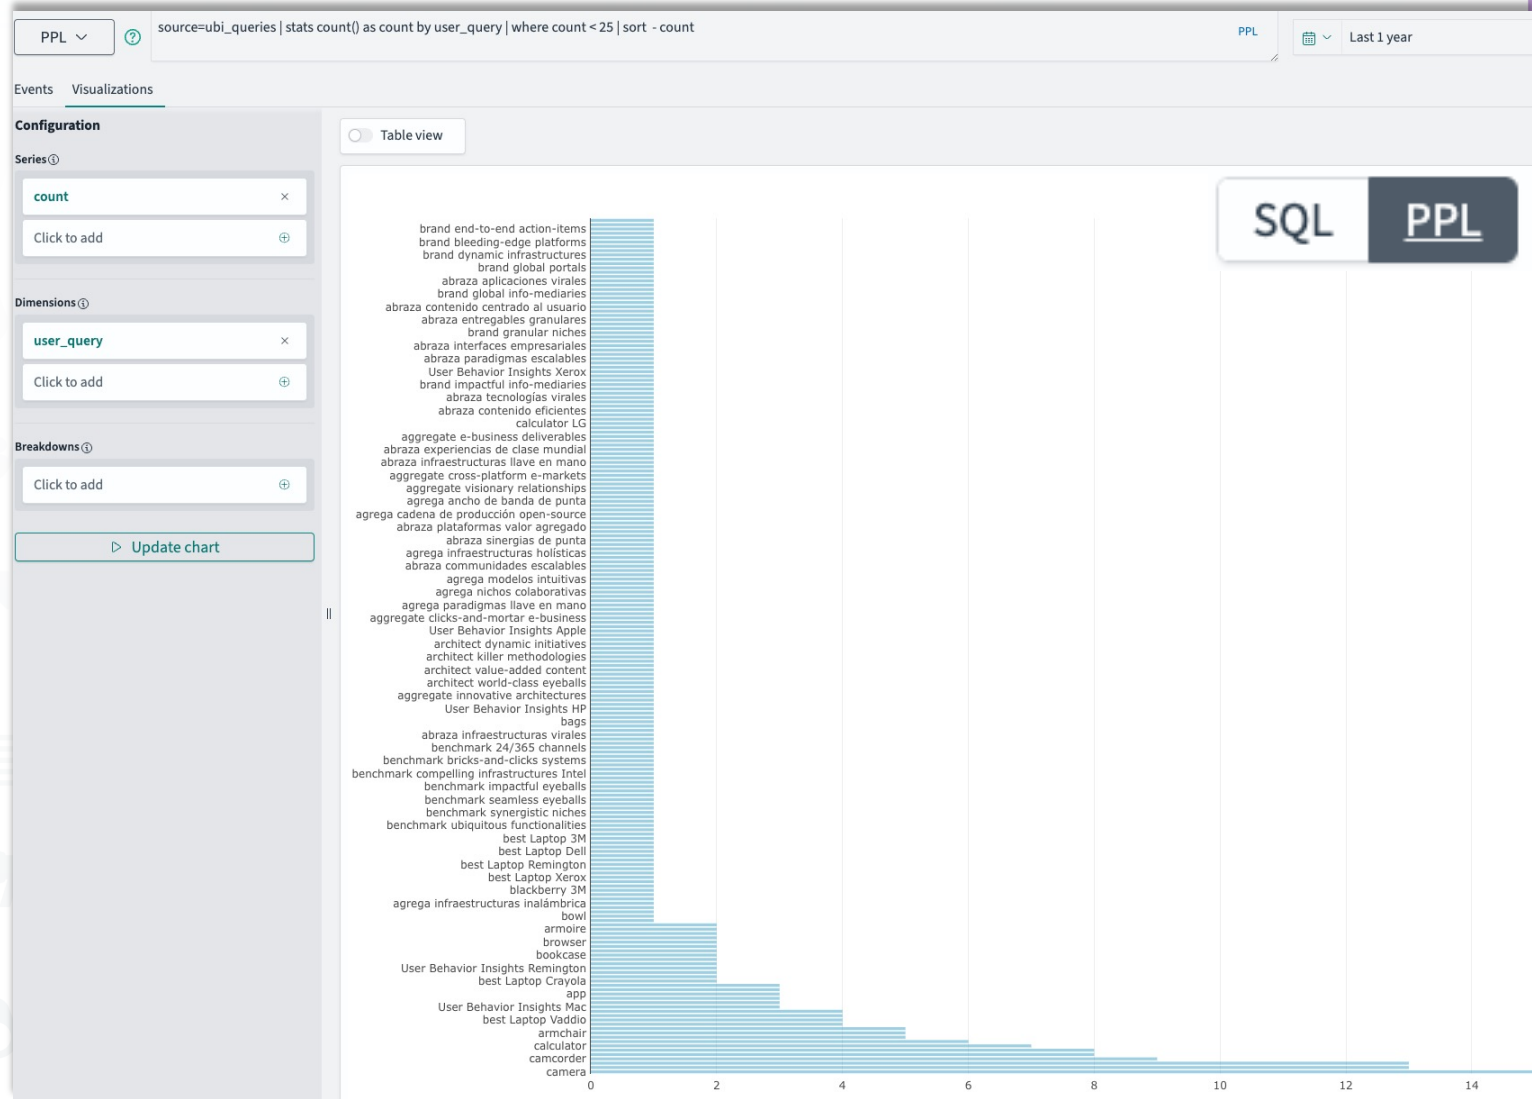 PPL
source=ubi_queries | stats count() as count by user_query | where count < 25 | sort - count
PPL
Last 1 year
Events
Visualizations
Configuration
Table view
Series
count
Click to add
SQL
PPL
Dimensions
user_query
Click to add
Breakdowns
Click to add
Update chart
brand end-to-end action-items
brand bleeding-edge platforms
brand dynamic infrastructures
brand global portals
abraza aplicaciones virales
brand global info-mediaries
abraza contenido centrado al usuario
abraza entregables granulares
brand granular niches
abraza interfaces empresariales
abraza paradigmas escalables
User Behavior Insights Xerox
brand impactful info-mediaries
abraza tecnologías virales
abraza contenido eficientes
calculator LG
aggregate e-business deliverables
abraza experiencias de clase mundial
abraza infraestructuras llave en mano
aggregate cross-platform e-markets
aggregate visionary relationships
agrega ancho de banda de punta
agrega cadena de producción open-source
abraza plataformas valor agregado
abraza sinergias de punta
agrega infraestructuras holísticas
abraza communidades escalables
agrega modelos intuitivas
agrega nichos colaborativas
agrega paradigmas llave en mano
aggregate clicks-and-mortar e-business
User Behavior Insights Apple
architect dynamic initiatives
architect killer methodologies
architect value-added content
architect world-class eyeballs
aggregate innovative architectures
User Behavior Insights HP
bags
abraza infraestructuras virales
benchmark 24/365 channels
benchmark bricks-and-clicks systems
benchmark compelling infrastructures Intel
benchmark impactful eyeballs
benchmark seamless eyeballs
benchmark synergistic niches
benchmark ubiquitous functionalities
best Laptop 3M
best Laptop Dell
best Laptop Remington
best Laptop Xerox
blackberry 3M
agrega infraestructuras inalámbrica
bowl
armoire
browser
bookcase
User Behavior Insights Remington
best Laptop Crayola
app
User Behavior Insights Mac
best Laptop Vaddio
armchair
calculator
camcorder
camera
0 2 4 6 8 10 12 14